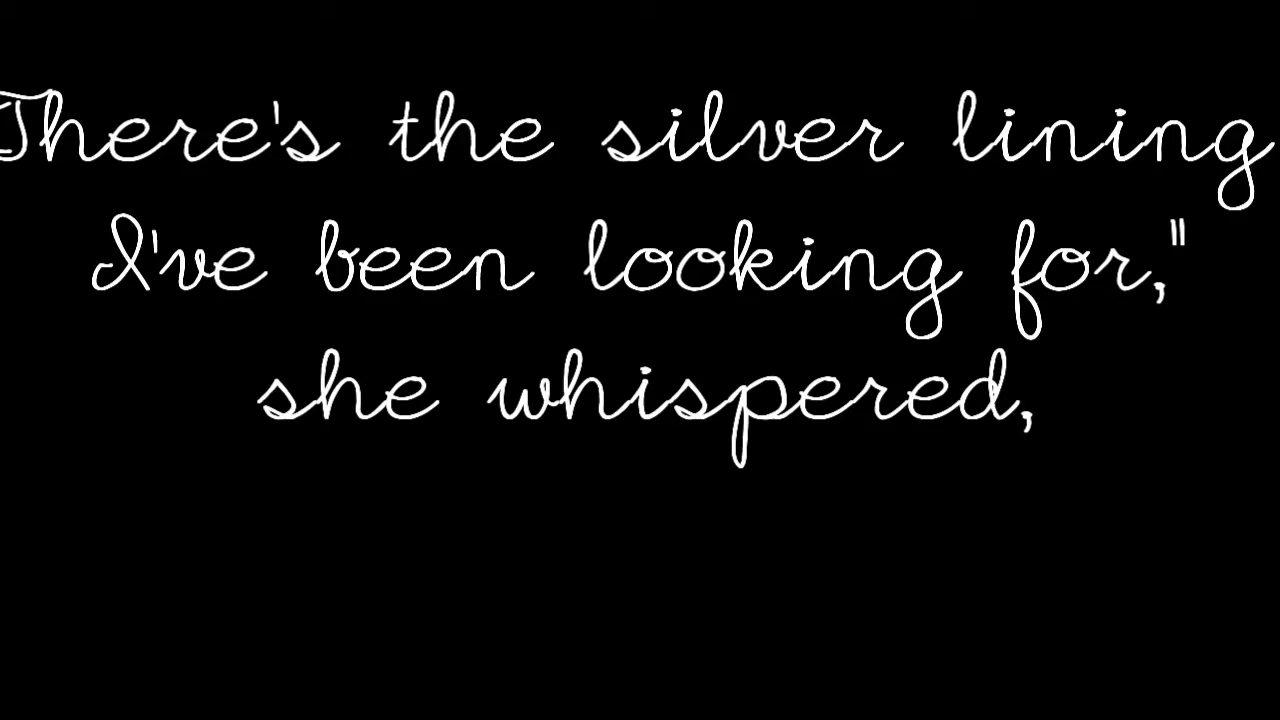 There's the silver lining
I've been looking for,"
she whispered,